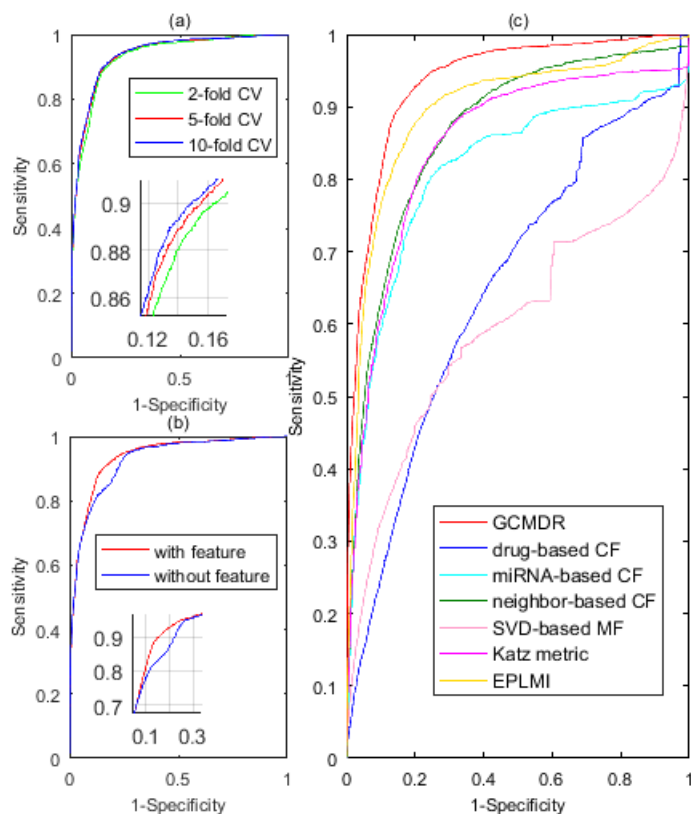 (a)
1
0.8
0.6
0.4
0.2
0
Sensitivity
2-fold CV
5-fold CV
10-fold CV
0.9
0.88
0.86
0.12
0.16
0
0.5
1
1-Specificity
(b)
1
0.8
0.6
0.4
0.2
0
Sensitivity
with feature
without feature
0.9
0.8
0.7
0.1
0.3
0
0.5
1
1-Specificity
(c)
1
0.9
0.8
0.7
0.6
0.5
0.4
0.3
0.2
0.1
0
Sensitivity
GCMDR
drug-based CF
miRNA-based CF
neighbor-based CF
SVD-based MF
Katz metric
EPLMI
0
0.2
0.4
0.6
0.8
1
1-Specificity